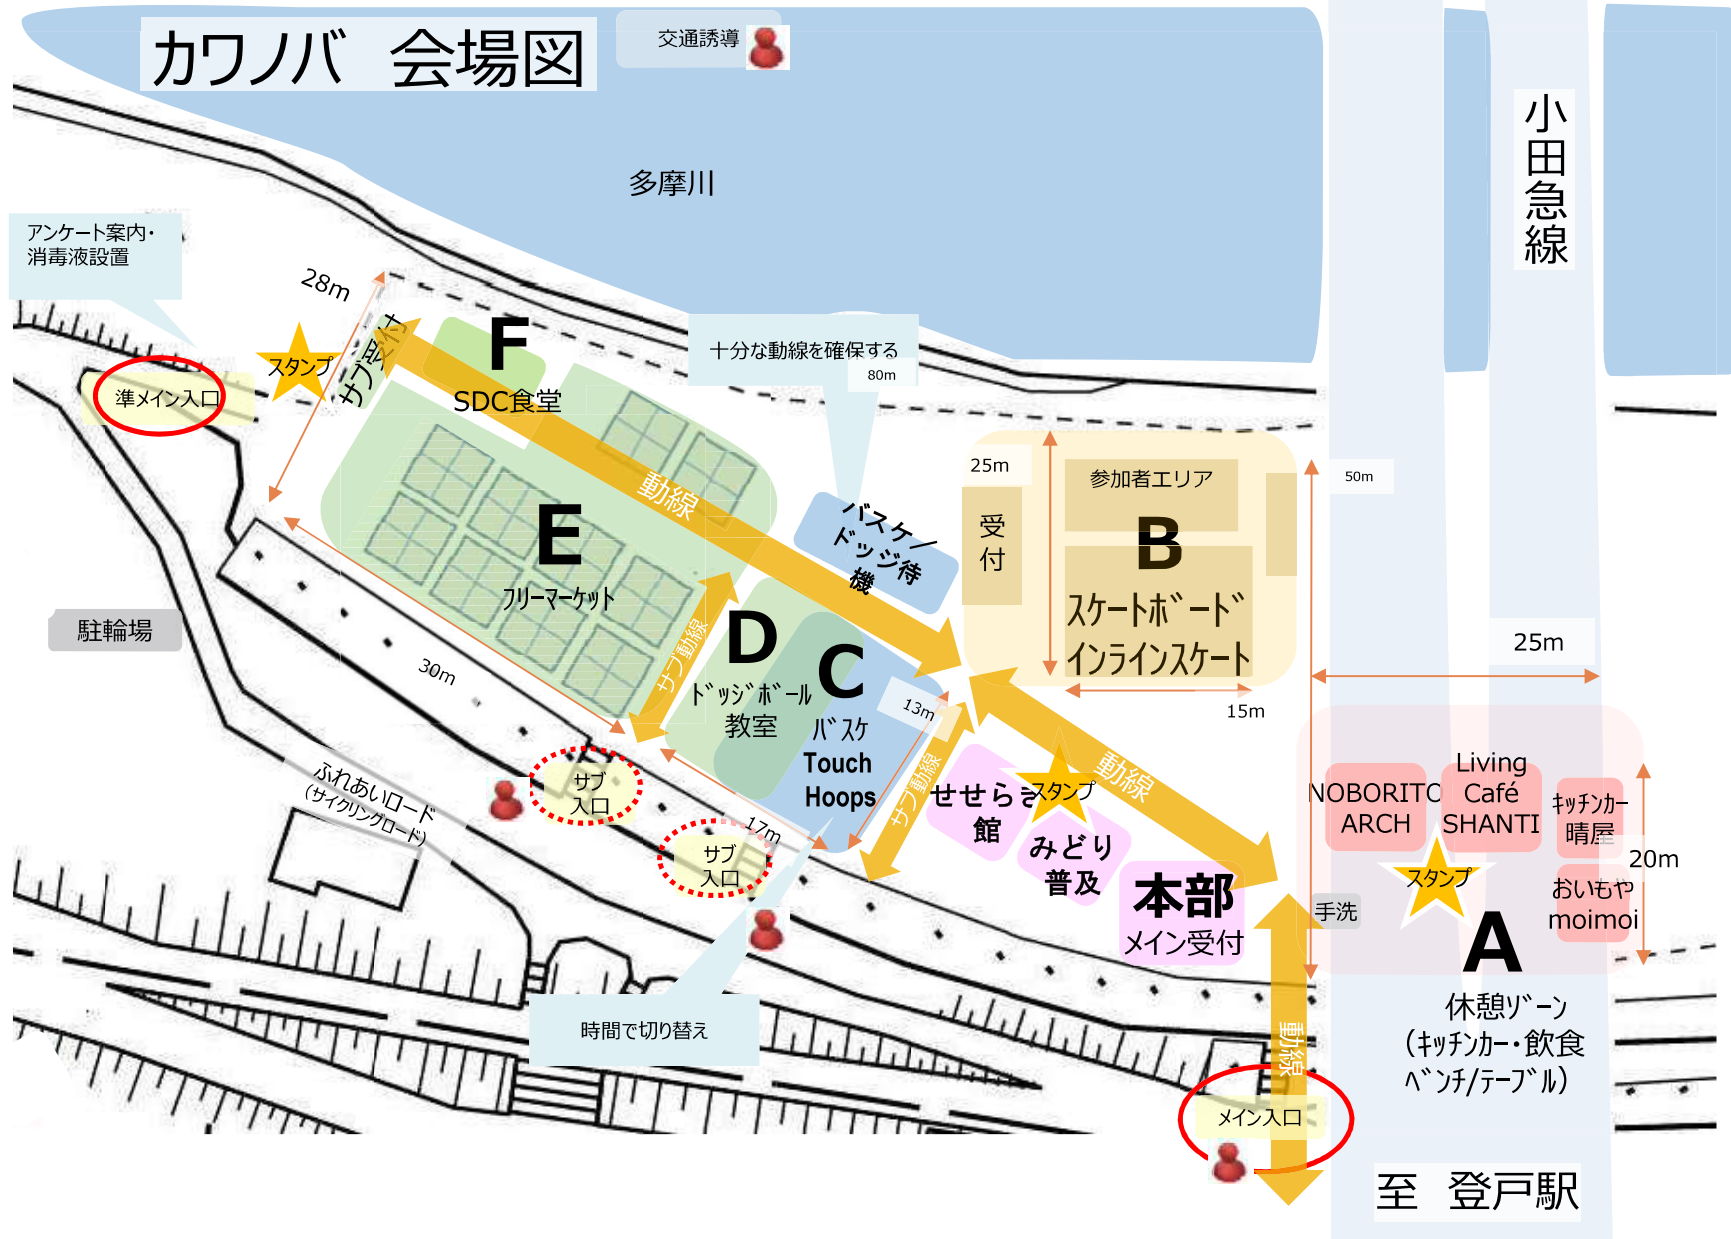 カワノバ　会場図
交通誘導
多摩川
小田急線
アンケート案内・
消毒液設置
28m
スタンプ
準メイン入口
サブ受付
F
SDC食堂
十分な動線を確保する
80m
動線
E
フリーマーケット
バスケ/
ドッジ待
機
25m
参加者エリア
受付
B
スケートボード
インラインスケート
15m
50m
25m
駐輪場
30m
サブ動線
D
ドッジボール
教室
C
バスケ
Touch
Hoops
13m
17m
サブ動線
サブ
入口
サブ
入口
ふれあいロード
（サイクリングロード）
せせらぎ
館
スタンプ
みどり
普及
動線
本部
メイン受付
NOBORITO
ARCH
Living
Café
SHANTI
キッチンカー
晴屋
20m
おいもや
moimoi
スタンプ
手洗
A
休憩ゾーン
（キッチンカー・飲食
ベンチ/テーブル）
時間で切り替え
動線
メイン入口
至　登戸駅